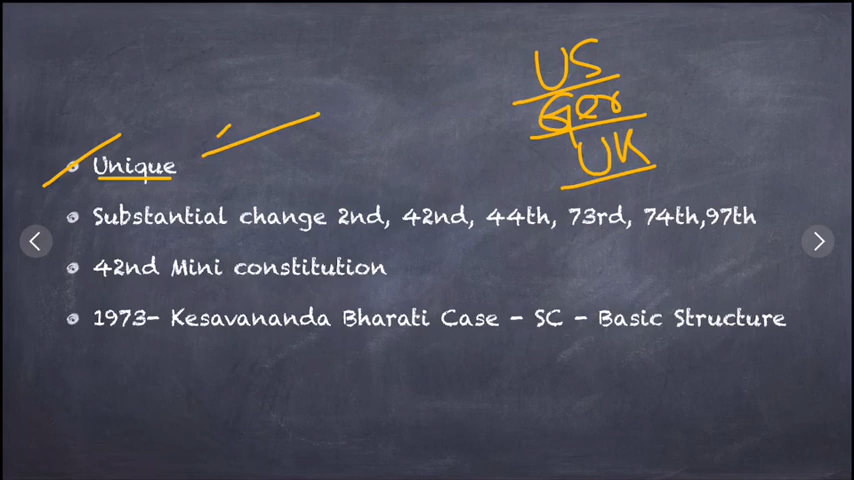 US
Ger
UK
Unique
Substantial change 2nd, 42nd, 44th, 73rd, 74th,97th
42nd Mini constitution
1973- Kesavananda Bharati Case - SC - Basic Structure